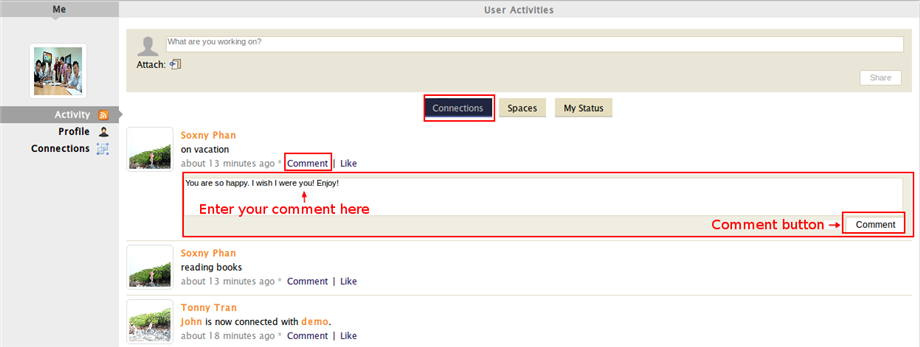 Me
User Activities
What are you working on?
Attach:
Share
Activity
Profile
Connections
Connections Spaces My Status
Soxny Phan
on vacation
about 13 minutes ago * Comment | Like
You are so happy. I wish I were you! Enjoy!
Enter your comment here
Comment button
Comment
Soxny Phan
reading books
about 13 minutes ago * Comment | Like
Tonny Tran
John is now connected with demo.
about 18 minutes ago * Comment | Like